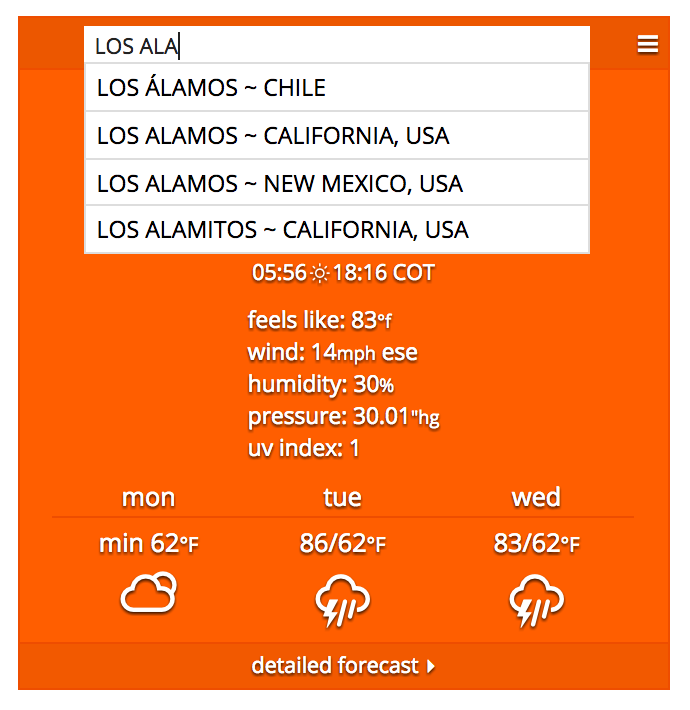 LOS ALA
LOS ÁLAMOS ~ CHILE
LOS ALAMOS ~ CALIFORNIA, USA
LOS ALAMOS ~ NEW MEXICO, USA
LOS ALAMITOS ~ CALIFORNIA, USA
05:56 18:16 COT
feels like: 83°f
wind: 14mph ese
humidity: 30%
pressure: 30.01"hg
uv index: 1
mon tue wed
min 62°F 86/62°F 83/62°F
detailed forecast